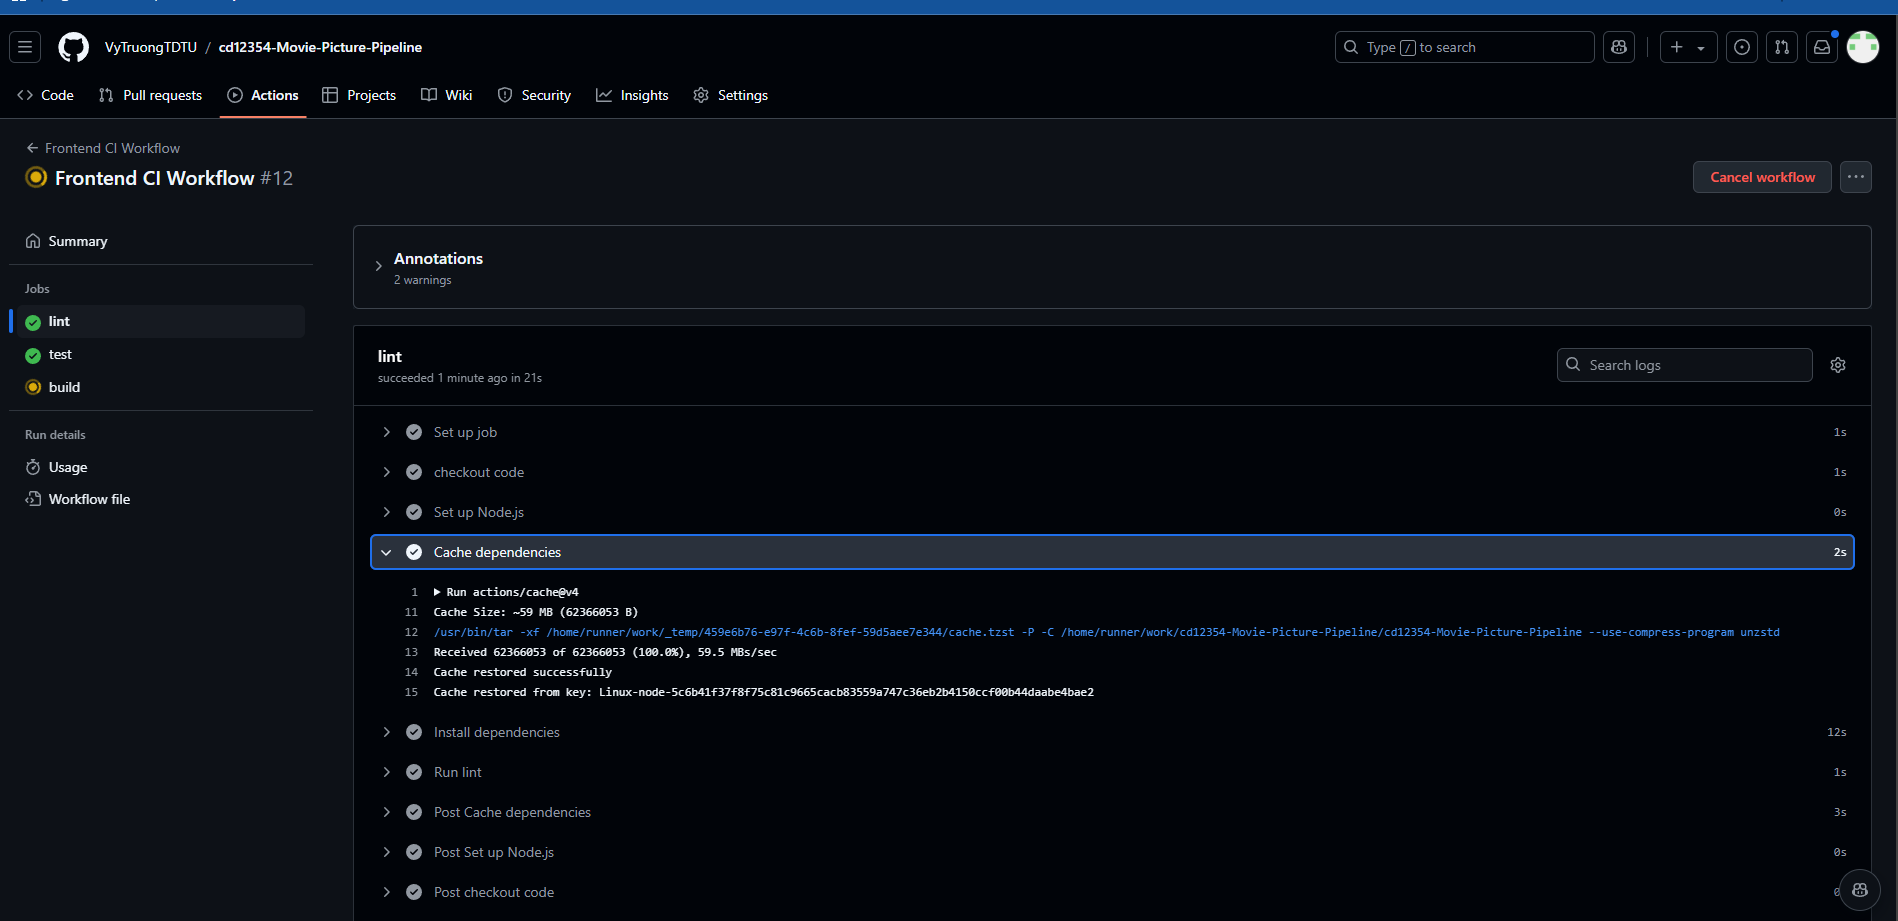 VyTruongTDTU / cd12354-Movie-Picture-Pipeline
Type / to search
Code
Pull requests
Actions
Projects
Wiki
Security
Insights
Settings
Frontend CI Workflow
Frontend CI Workflow #12
Cancel workflow
Summary
Jobs
lint
test
build
Run details
Usage
Workflow file
Annotations
2 warnings
lint
succeeded 1 minute ago in 21s
Search logs
Set up job 1s
checkout code 1s
Set up Node.js 0s
Cache dependencies 2s
1 Run actions/cache@v4
11 Cache Size: ~59 MB (62366053 B)
12 /usr/bin/tar -xf /home/runner/work/_temp/459e6b76-e97f-4c6b-8fef-59d5aee7e344/cache.tzst -P -C /home/runner/work/cd12354-Movie-Picture-Pipeline/cd12354-Movie-Picture-Pipeline --use-compress-program unzstd
13 Received 62366053 of 62366053 (100.0%), 59.5 MBs/sec
14 Cache restored successfully
15 Cache restored from key: Linux-node-5c6b41f37f8f75c81c9665cacb83559a747c36eb2b4150ccf00b44daabe4bae2
Install dependencies 12s
Run lint 1s
Post Cache dependencies 3s
Post Set up Node.js 0s
Post checkout code